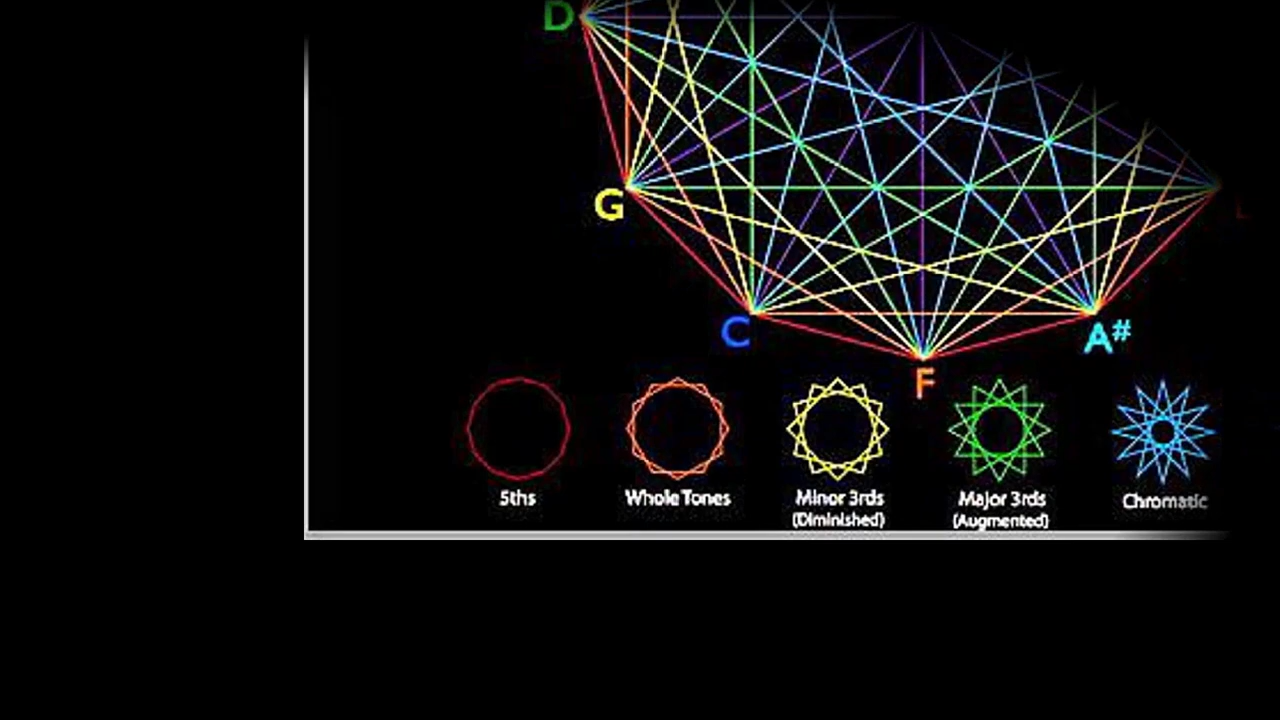 D
G
C
A#
F
5ths
Whole Tones
Minor 3rds
(Diminished)
Major 3rds
(Augmented)
Chromatic